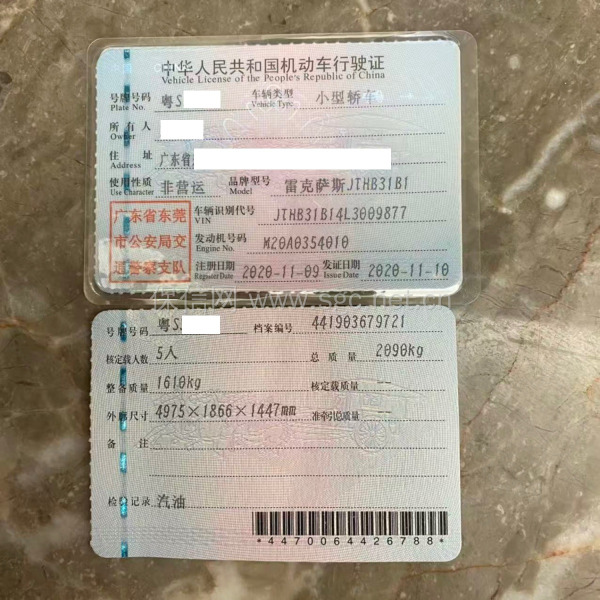 中华人民共和国机动车行驶证
Vehicle License of the People's Republic of China
号牌号码 粤S 车辆类型 小型轿车
Plate No. Vehicle Type
所有人
Owner
住址 广东省
Address
使用性质 非营运 品牌型号 雷克萨斯JTHB31B1
Use Character Model
广东省东莞
市公安局交
通警察支队
车辆识别代号 JTHB31B14L3009877
VIN
发动机号码 M20A0354010
Engine No.
注册日期 2020-11-09 发证日期 2020-11-10
Register Date Issue Date
保信网 www.sgc.net.cn
号牌号码 粤S 档案编号 441903679721
核定载人数 5人 总质量 2090kg
整备质量 1610kg 核定载质量 --
外廓尺寸 4975×1866×1447mm 准牵引总质量 --
备注
检验记录 汽油
*4470064426788*